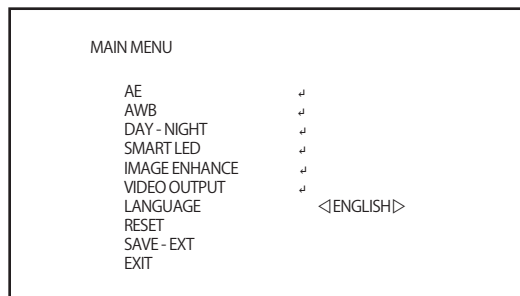 MAIN MENU
AE ↵
AWB ↵
DAY - NIGHT ↵
SMART LED ↵
IMAGE ENHANCE ↵
VIDEO OUTPUT ↵
LANGUAGE ◁ENGLISH▷
RESET
SAVE - EXT
EXIT